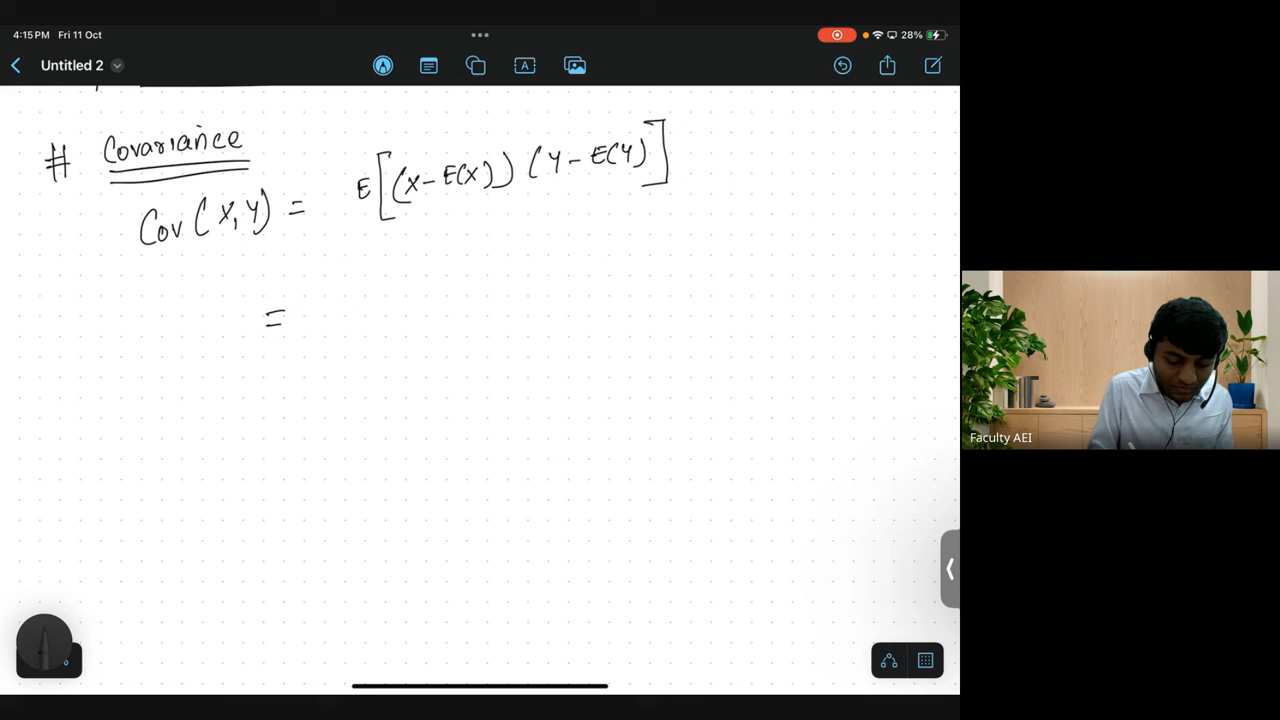 4:15 PM Fri 11 Oct
28%
Untitled 2
# Covariance
Cov(X,Y) = E[(X-E(X))(Y-E(Y)]
=
Faculty AEI